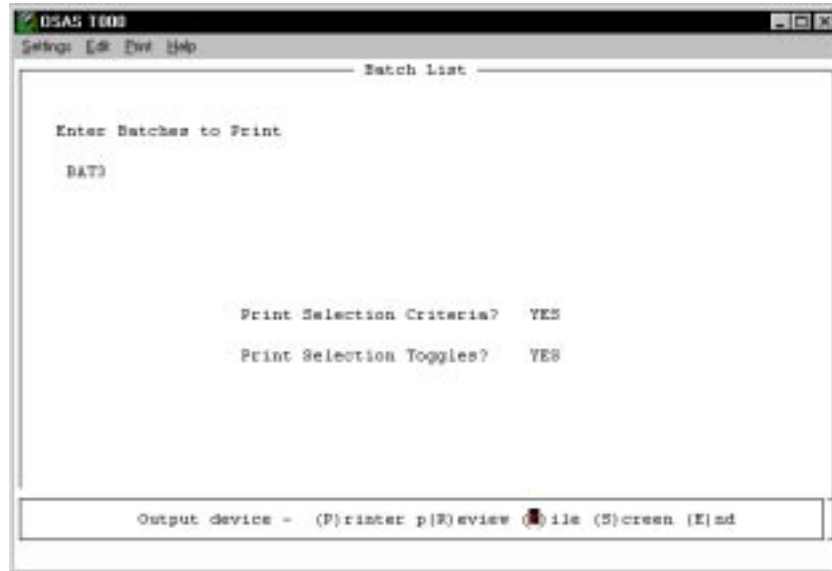 OSAS T000
Settings Edit Print Help
Batch List
Enter Batches to Print
BAT3
Print Selection Criteria? YES
Print Selection Toggles? YES
Output device - (P)rinter p(R)eview (F)ile (S)creen (E)nd